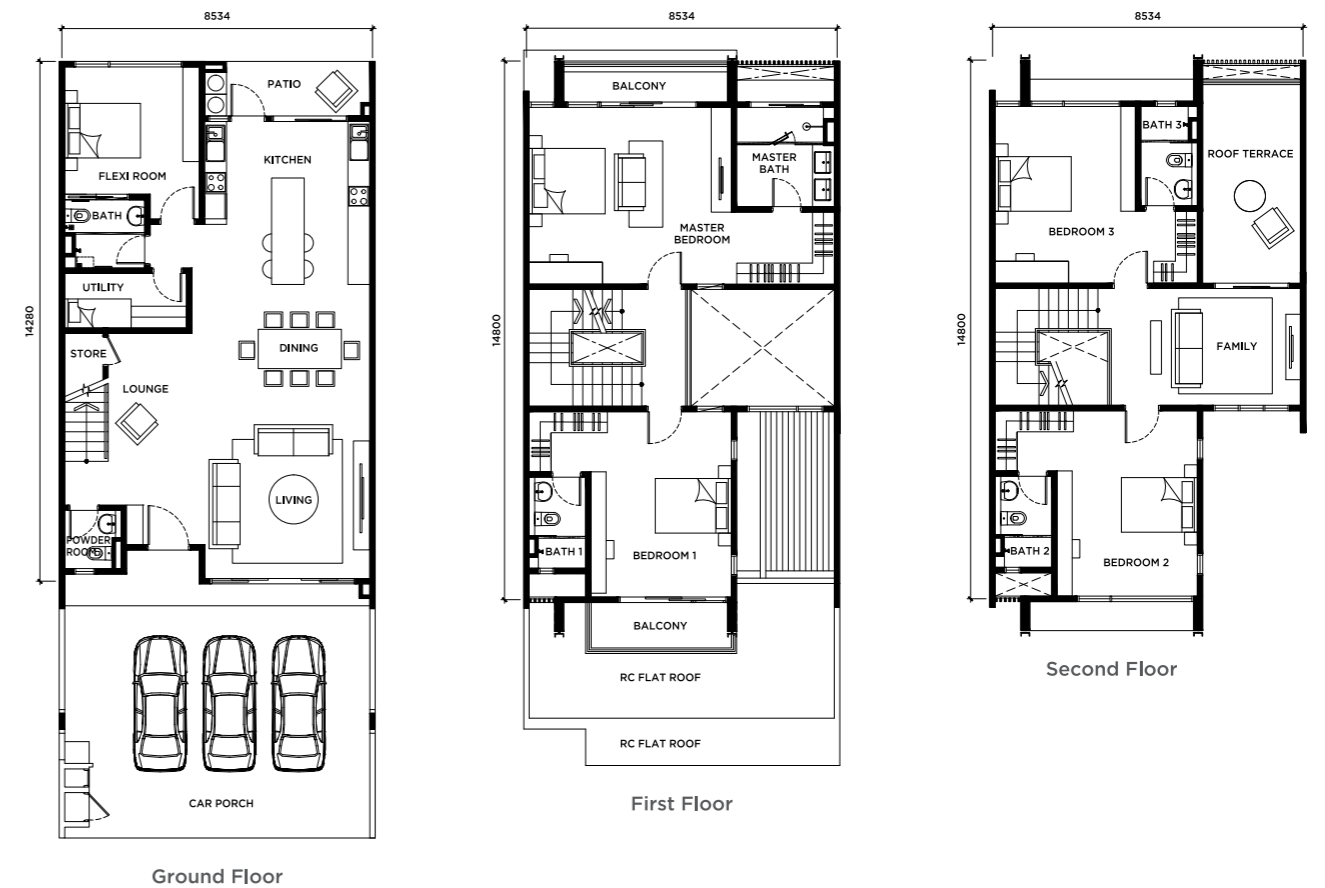 8534
14280
PATIO
KITCHEN
FLEXI ROOM
BATH
UTILITY
DINING
STORE
LOUNGE
LIVING
POWDER
ROOM
CAR PORCH
Ground Floor
8534
14800
BALCONY
MASTER
BATH
MASTER
BEDROOM
BATH 1
BEDROOM 1
BALCONY
RC FLAT ROOF
RC FLAT ROOF
First Floor
8534
14800
BATH 3
ROOF TERRACE
BEDROOM 3
FAMILY
BATH 2
BEDROOM 2
Second Floor